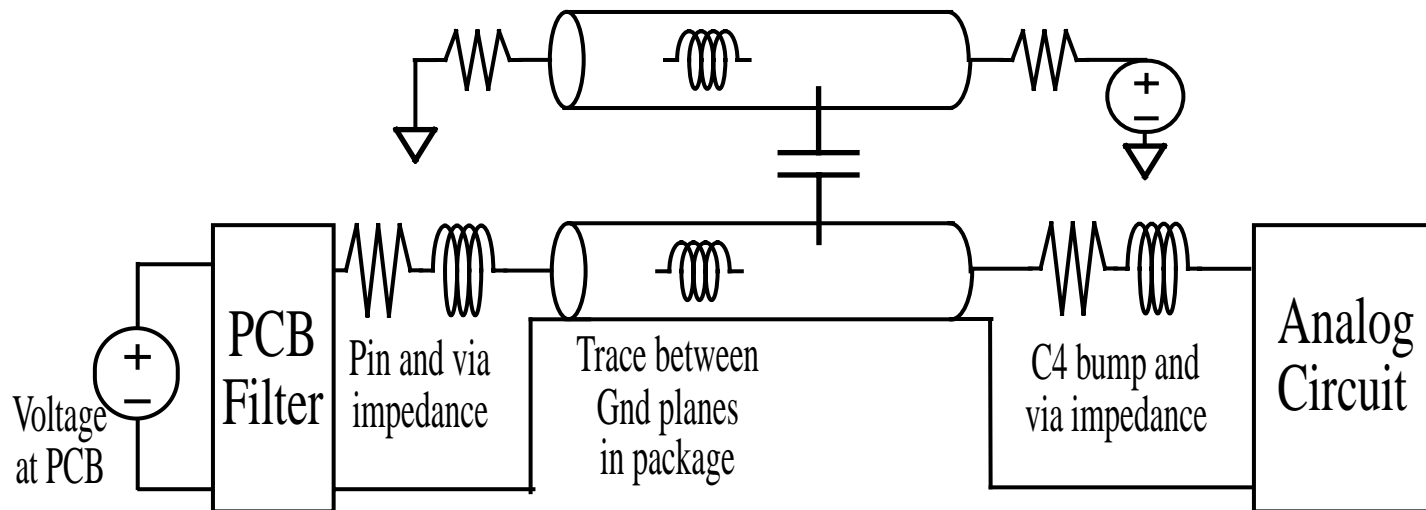 +
−
PCB
Filter
+
−
Voltage
at PCB
Pin and via
impedance
Trace between
Gnd planes
in package
C4 bump and
via impedance
Analog
Circuit